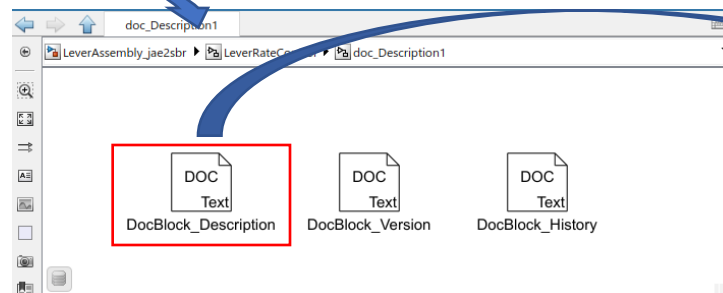 doc_Description1
LeverAssembly_jae2sbr LeverRateCo doc_Description1
DOC DOC DOC
Text Text Text
DocBlock_Description DocBlock_Version DocBlock_History